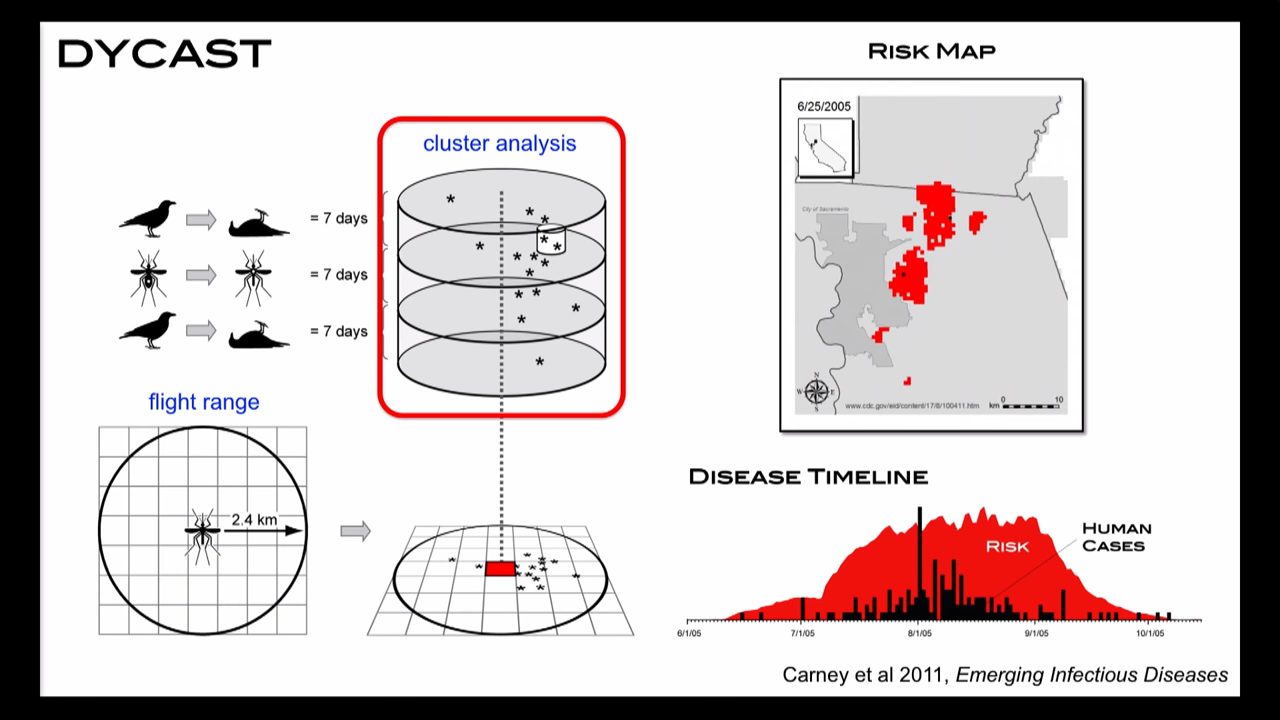 DYCAST
cluster analysis
= 7 days
= 7 days
= 7 days
flight range
2.4 km
RISK MAP
6/25/2005
City of Sacramento
N
W E
S
www.cdc.gov/eid/content/17/8/100411.htm
km 0 10
DISEASE TIMELINE
RISK
HUMAN
CASES
6/1/05 7/1/05 8/1/05 9/1/05 10/1/05
Carney et al 2011, Emerging Infectious Diseases